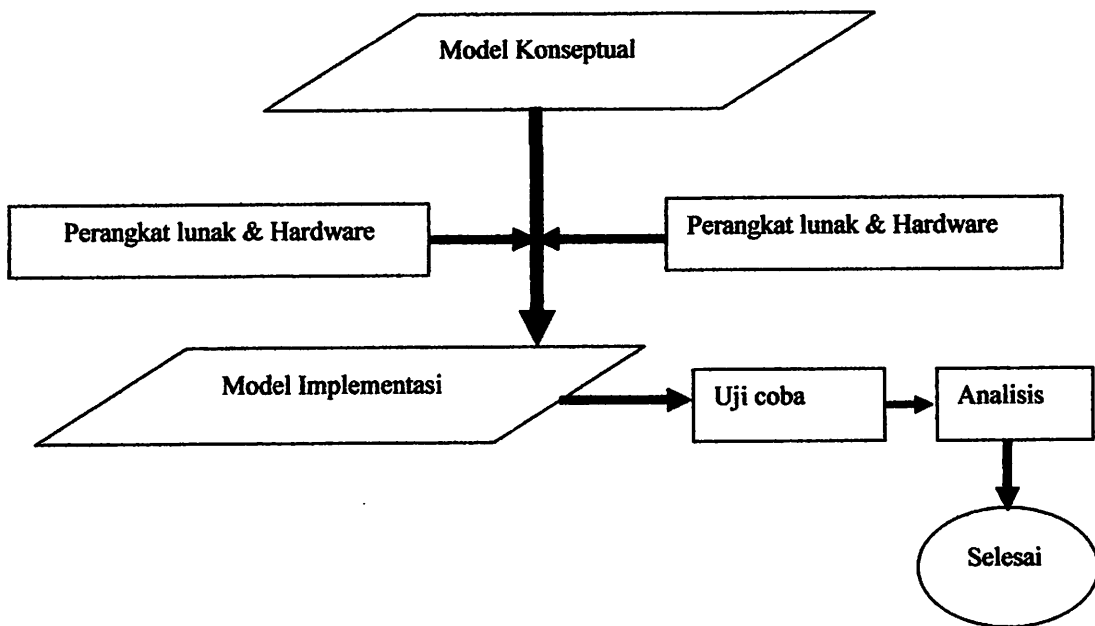 Model Konseptual
Perangkat lunak & Hardware
Perangkat lunak & Hardware
Model Implementasi
Uji coba
Analisis
Selesai